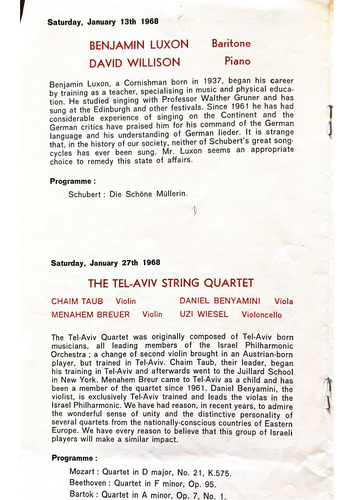 Saturday, January 13th 1968
BENJAMIN LUXON Baritone
DAVID WILLISON Piano
Benjamin Luxon, a Cornishman born in 1937, began his career
by training as a teacher, specialising in music and physical educa-
tion. He studied singing with Professor Walther Gruner and has
sung at the Edinburgh and other festivals. Since 1961 he has had
considerable experience of singing on the Continent and the
German critics have praised him for his command of the German
language and his understanding of German lieder. It is strange
that, in the history of our society, neither of Schubert's great song-
cycles has ever been sung. Mr. Luxon seems an appropriate
choice to remedy this state of affairs.
Programme :
Schubert : Die Schöne Müllerin.
Saturday, January 27th 1968
THE TEL-AVIV STRING QUARTET
CHAIM TAUB Violin DANIEL BENYAMINI Viola
MENAHEM BREUER Violin UZI WIESEL Violoncello
The Tel-Aviv Quartet was originally composed of Tel-Aviv born
musicians, all leading members of the Israel Philharmonic
Orchestra ; a change of second violin brought in an Austrian-born
player, but trained in Tel-Aviv. Chaim Taub, their leader, began
his training in Tel-Aviv and afterwards went to the Juillard School
in New York. Menahem Breur came to Tel-Aviv as a child and has
been a member of the quartet since 1961. Daniel Benyamini, the
violist, is exclusively Tel-Aviv trained and leads the violas in the
Israel Philharmonic. We have had reason, in recent years, to admire
the wonderful sense of unity and the distinctive personality of
several quartets from the nationally-conscious countries of Eastern
Europe. We have every reason to believe that this group of Israeli
players will make a similar impact.
Programme :
Mozart : Quartet in D major, No. 21, K.575.
Beethoven : Quartet in F minor, Op. 95.
Bartok : Quartet in A minor, Op. 7, No. 1.